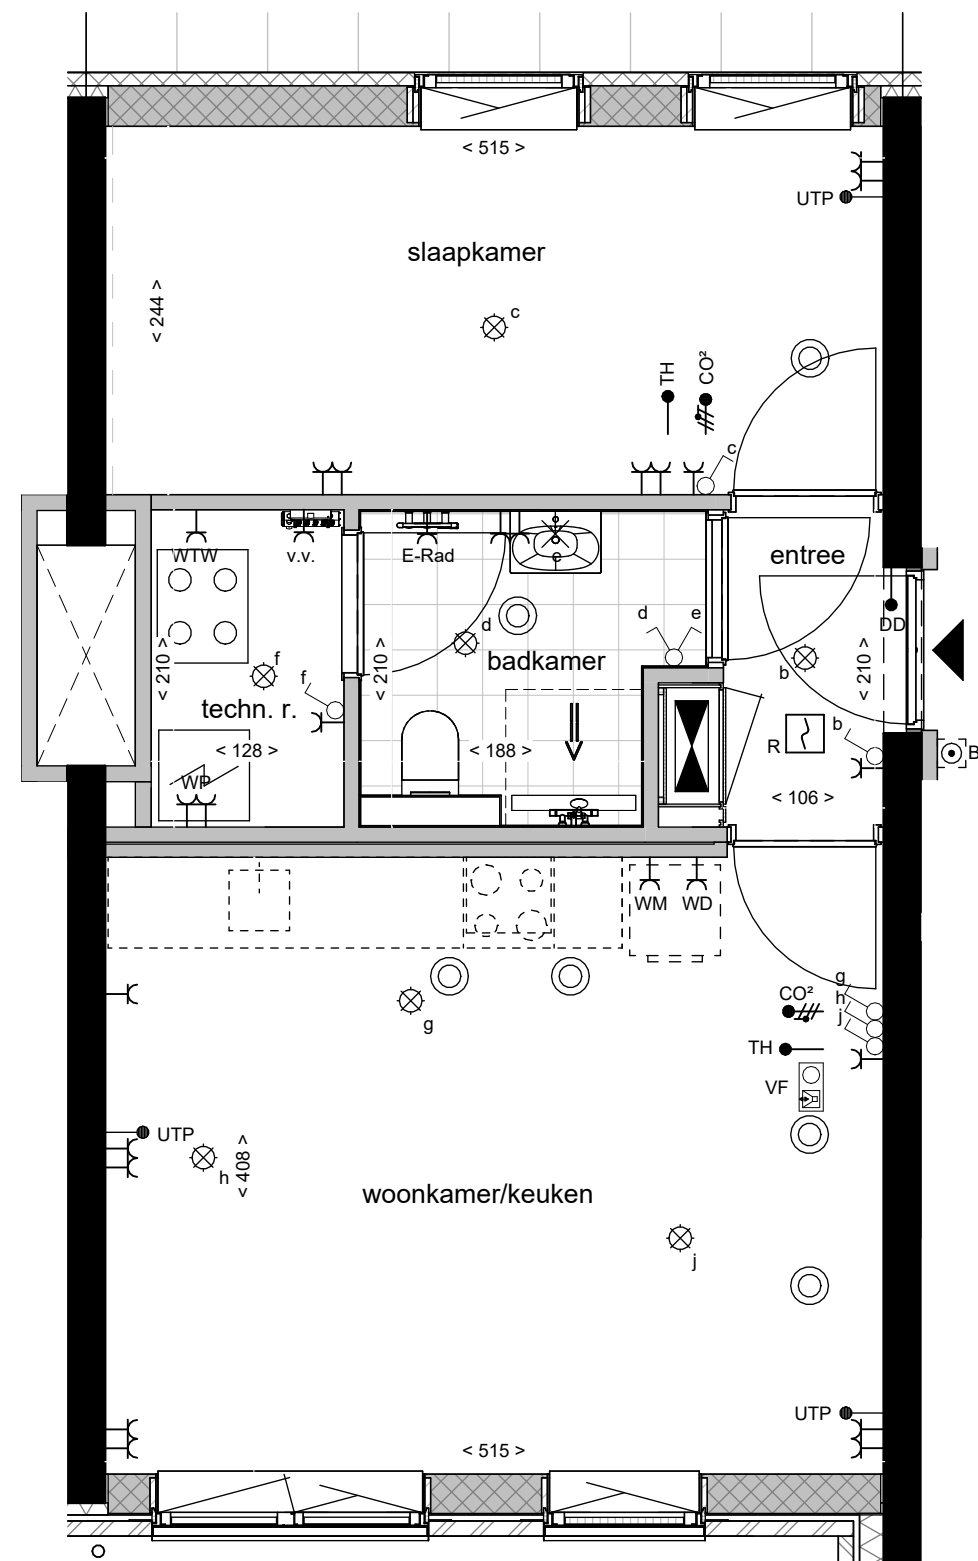 < 515 >
UTP
slaapkamer
< 244 >
c
TH
CO²
c
WTW
v.v.
E-Rad
entree
e
d
d
e
DD
badkamer
< 210 >
< 210 >
b
< 210 >
f
f
techn. r.
< 128 >
< 188 >
R
b
B
WP
< 106 >
WM
WD
g
CO²
h
g
j
TH
VF
UTP
h
< 408 >
woonkamer/keuken
j
UTP
< 515 >